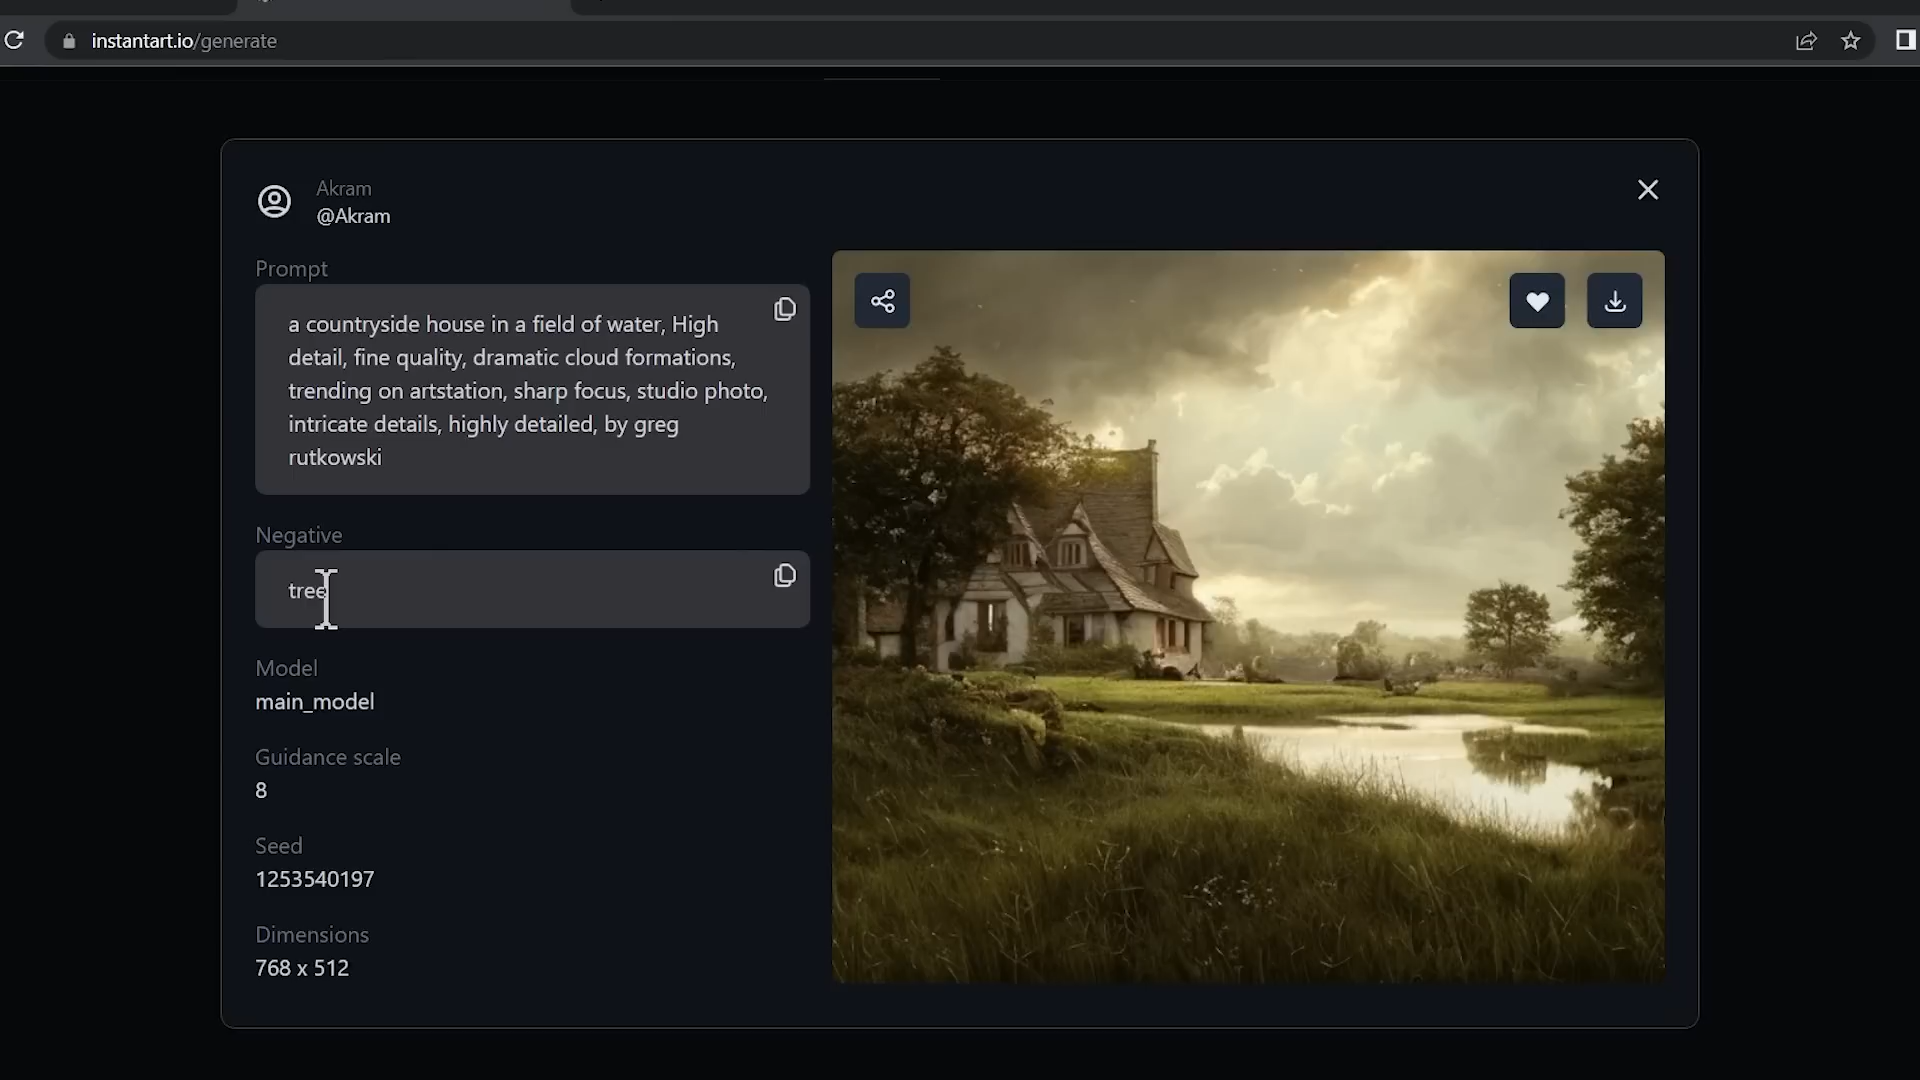 instantart.io/generate
Akram
@Akram
Prompt
a countryside house in a field of water, High
detail, fine quality, dramatic cloud formations,
trending on artstation, sharp focus, studio photo,
intricate details, highly detailed, by greg
rutkowski
Negative
tree
Model
main_model
Guidance scale
8
Seed
1253540197
Dimensions
768 x 512